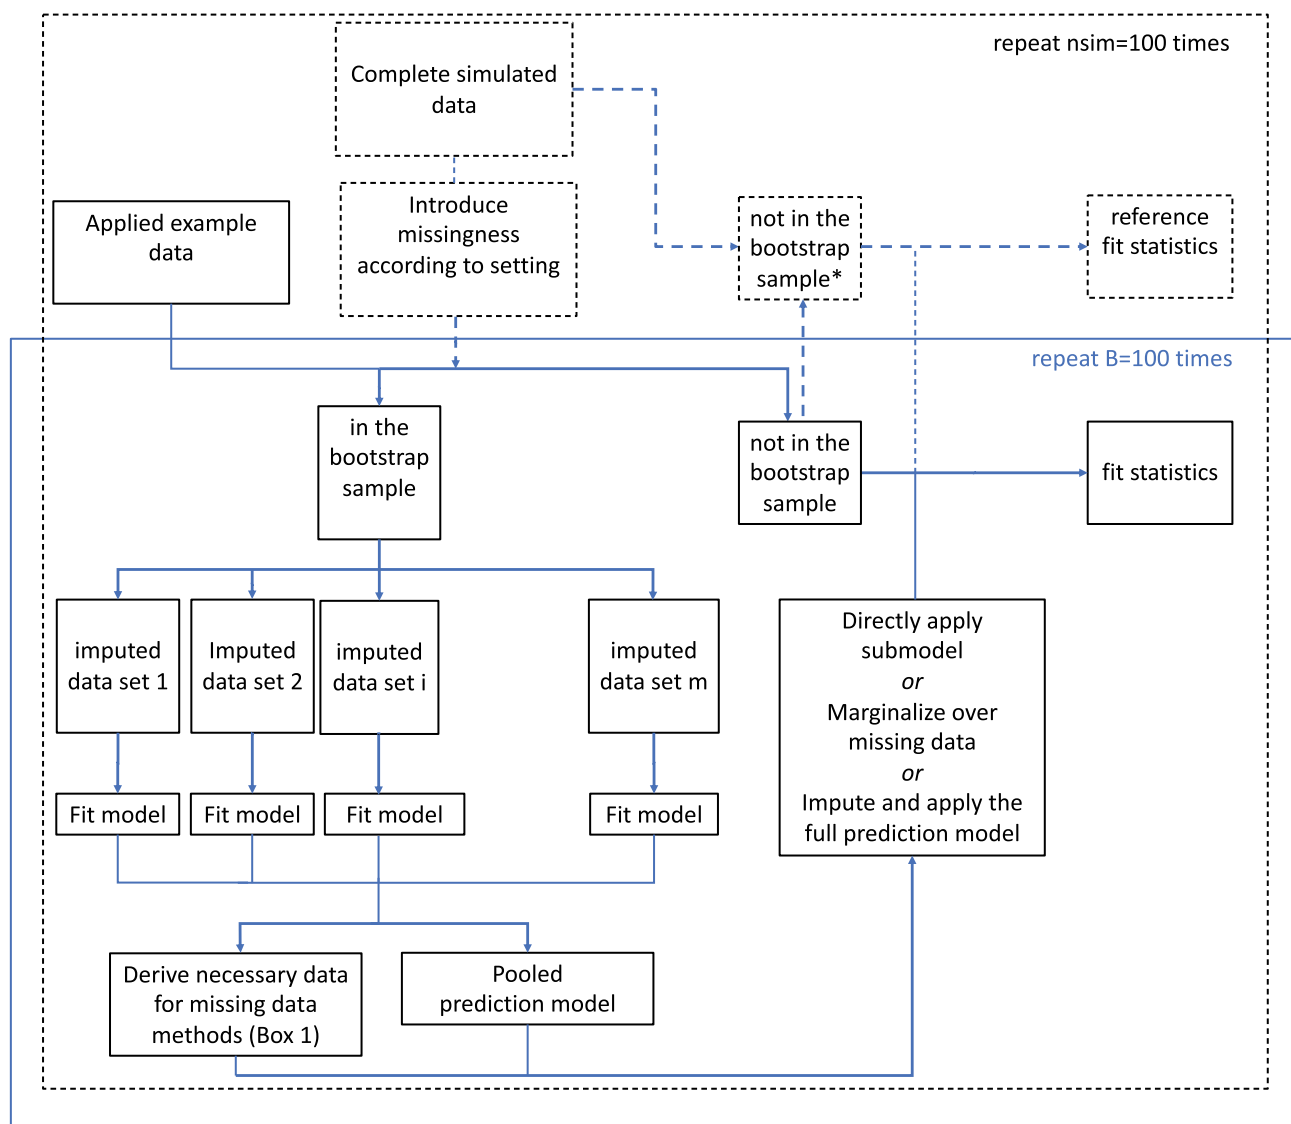 repeat nsim=100 times
Complete simulated
data
Introduce
missingness
according to setting
Applied example
data
not in the
bootstrap
sample*
reference
fit statistics
repeat B=100 times
in the
bootstrap
sample
not in the
bootstrap
sample
fit statistics
imputed
data set 1
Imputed
data set 2
imputed
data set i
imputed
data set m
Directly apply
submodel
or
Marginalize over
missing data
or
Impute and apply the
full prediction model
Fit model
Fit model
Fit model
Fit model
Derive necessary data
for missing data
methods (Box 1)
Pooled
prediction model